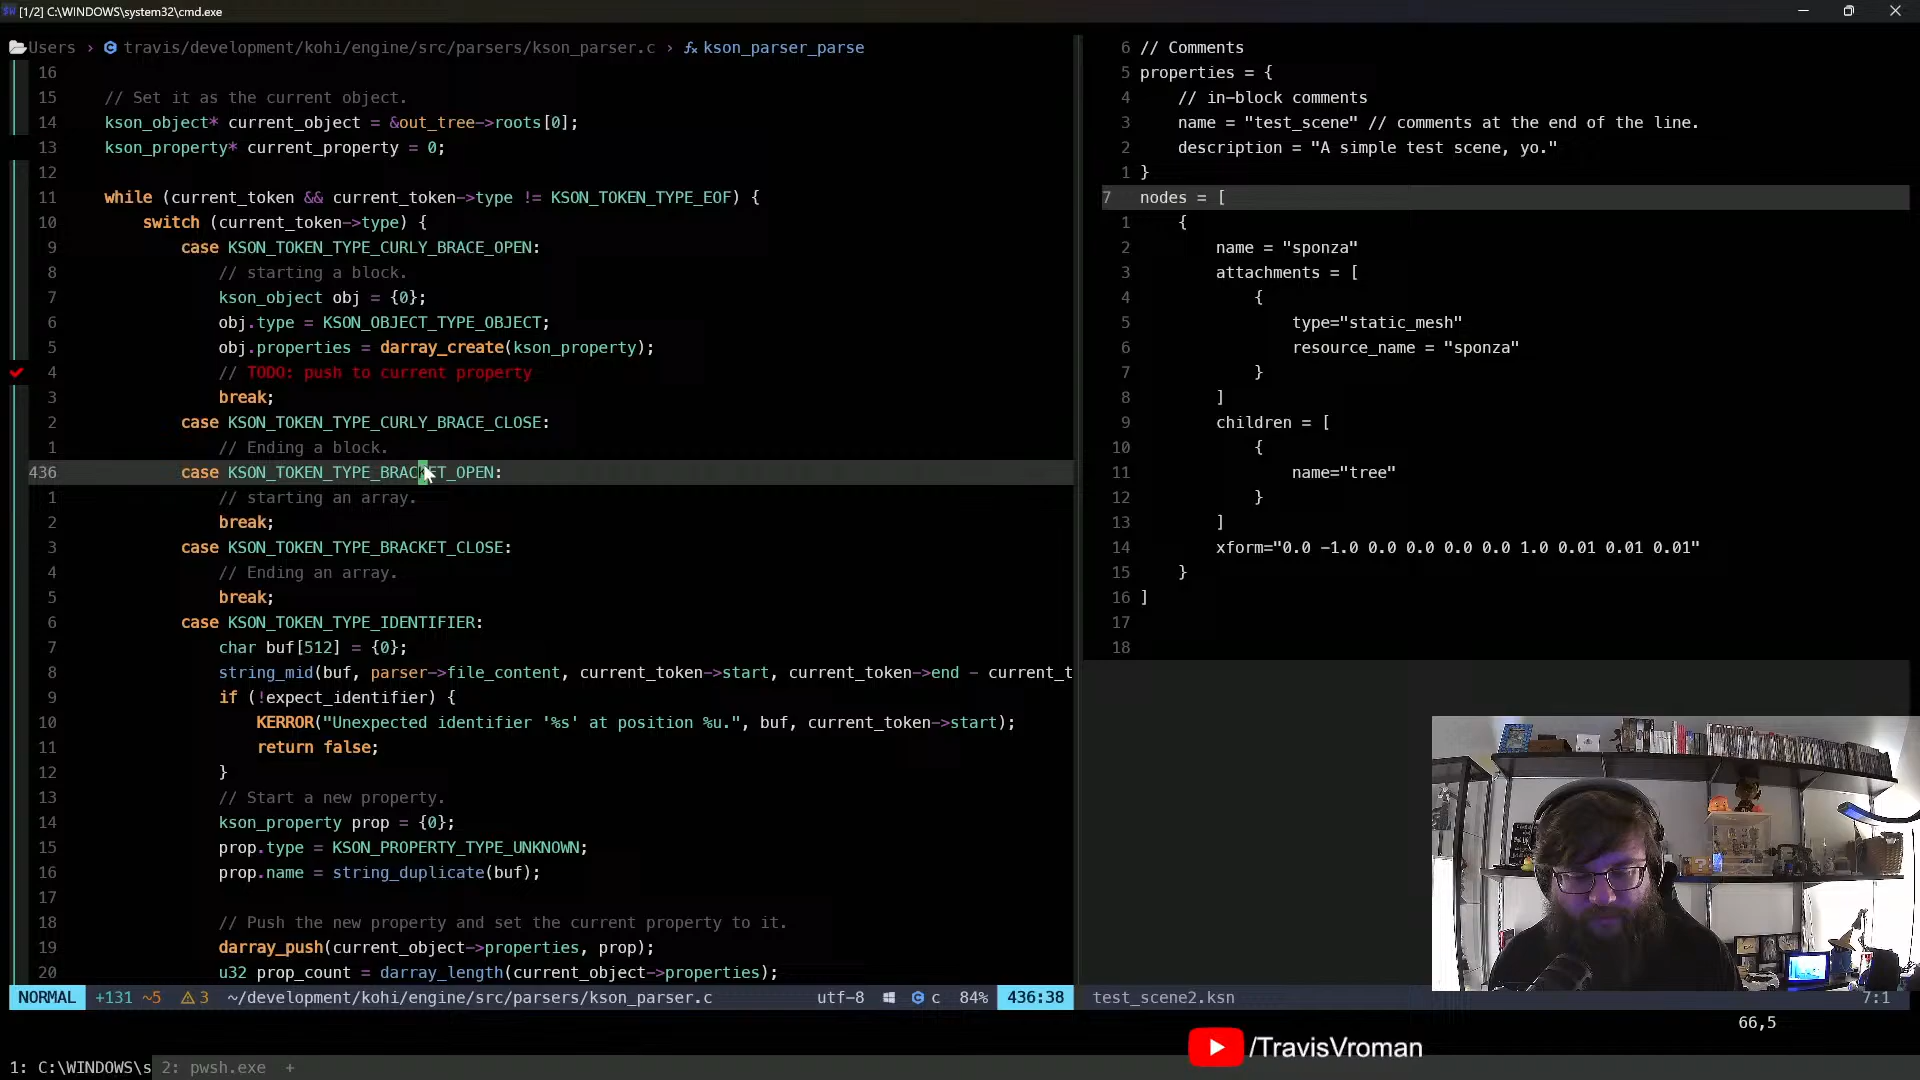 [1/2] C:\WINDOWS\system32\cmd.exe
Users › travis/development/kohi/engine/src/parsers/kson_parser.c › kson_parser_parse
16
15 // Set it as the current object.
14 kson_object* current_object = &out_tree->roots[0];
13 kson_property* current_property = 0;
12
11 while (current_token && current_token->type != KSON_TOKEN_TYPE_EOF) {
10 switch (current_token->type) {
9 case KSON_TOKEN_TYPE_CURLY_BRACE_OPEN:
8 // starting a block.
7 kson_object obj = {0};
6 obj.type = KSON_OBJECT_TYPE_OBJECT;
5 obj.properties = darray_create(kson_property);
4 // TODO: push to current property
3 break;
2 case KSON_TOKEN_TYPE_CURLY_BRACE_CLOSE:
1 // Ending a block.
436 case KSON_TOKEN_TYPE_BRACKET_OPEN:
1 // starting an array.
2 break;
3 case KSON_TOKEN_TYPE_BRACKET_CLOSE:
4 // Ending an array.
5 break;
6 case KSON_TOKEN_TYPE_IDENTIFIER:
7 char buf[512] = {0};
8 string_mid(buf, parser->file_content, current_token->start, current_token->end - current_t
9 if (!expect_identifier) {
10 KERROR("Unexpected identifier '%s' at position %u.", buf, current_token->start);
11 return false;
12 }
13 // Start a new property.
14 kson_property prop = {0};
15 prop.type = KSON_PROPERTY_TYPE_UNKNOWN;
16 prop.name = string_duplicate(buf);
17
18 // Push the new property and set the current property to it.
19 darray_push(current_object->properties, prop);
20 u32 prop_count = darray_length(current_object->properties);
NORMAL +131 ~5 3 ~/development/kohi/engine/src/parsers/kson_parser.c utf-8 c 84% 436:38
6 // Comments
5 properties = {
4 // in-block comments
3 name = "test_scene" // comments at the end of the line.
2 description = "A simple test scene, yo."
1 }
7 nodes = [
1 {
2 name = "sponza"
3 attachments = [
4 {
5 type="static_mesh"
6 resource_name = "sponza"
7 }
8 ]
9 children = [
10 {
11 name="tree"
12 }
13 ]
14 xform="0.0 -1.0 0.0 0.0 0.0 0.0 1.0 0.01 0.01 0.01"
15 }
16 ]
17
18
test_scene2.ksn 7:1
66,5
/TravisVroman
1: C:\WINDOWS\s 2: pwsh.exe +